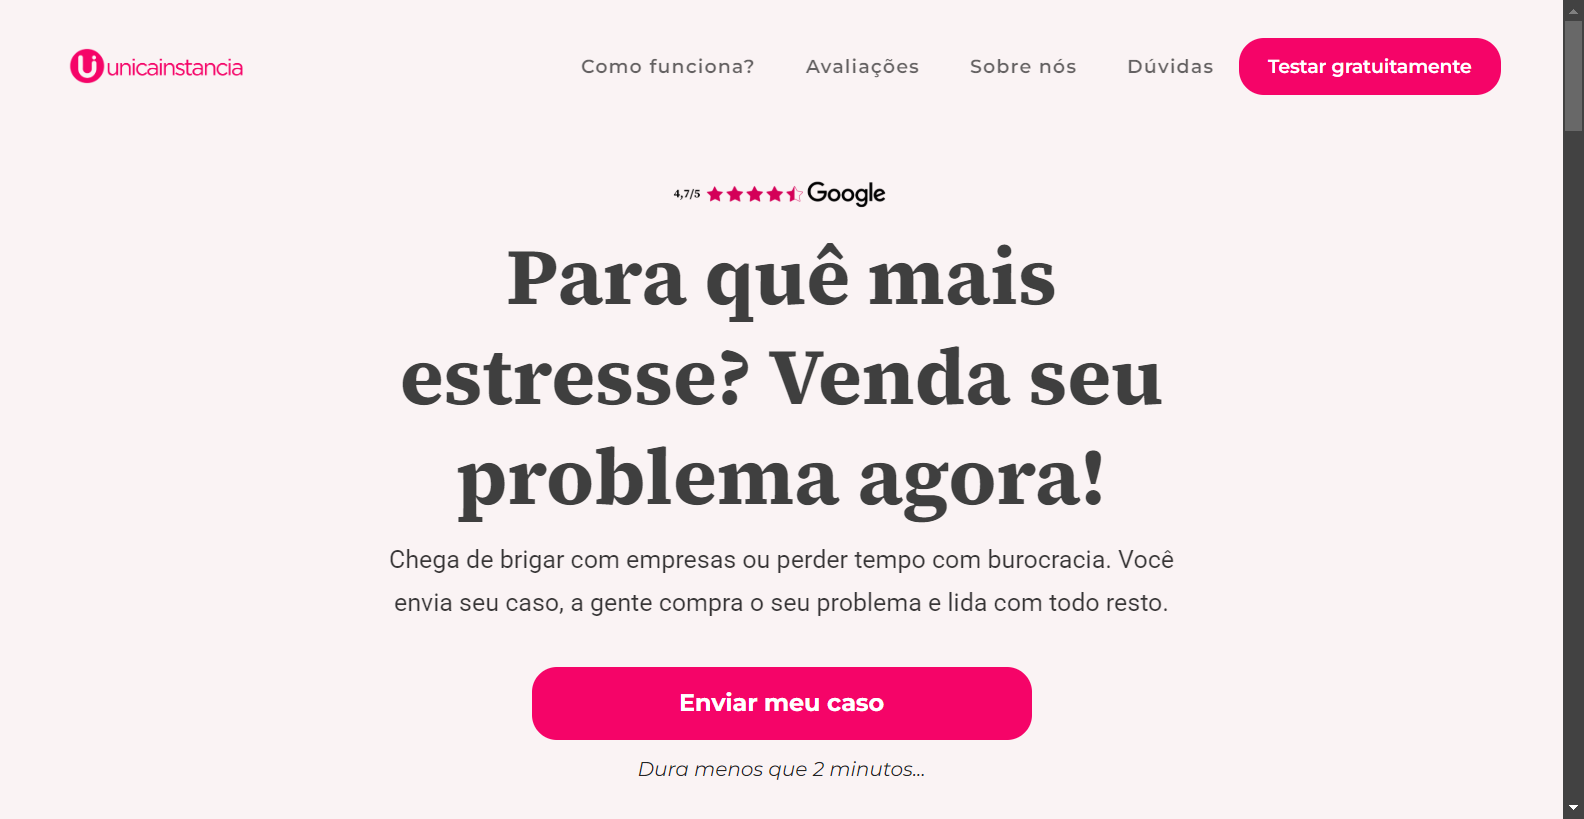 Ui unicainstancia
Como funciona? Avaliações Sobre nós Dúvidas Testar gratuitamente
4,7/5 Google
Para quê mais
estresse? Venda seu
problema agora!
Chega de brigar com empresas ou perder tempo com burocracia. Você
envia seu caso, a gente compra o seu problema e lida com todo resto.
Enviar meu caso
Dura menos que 2 minutos...